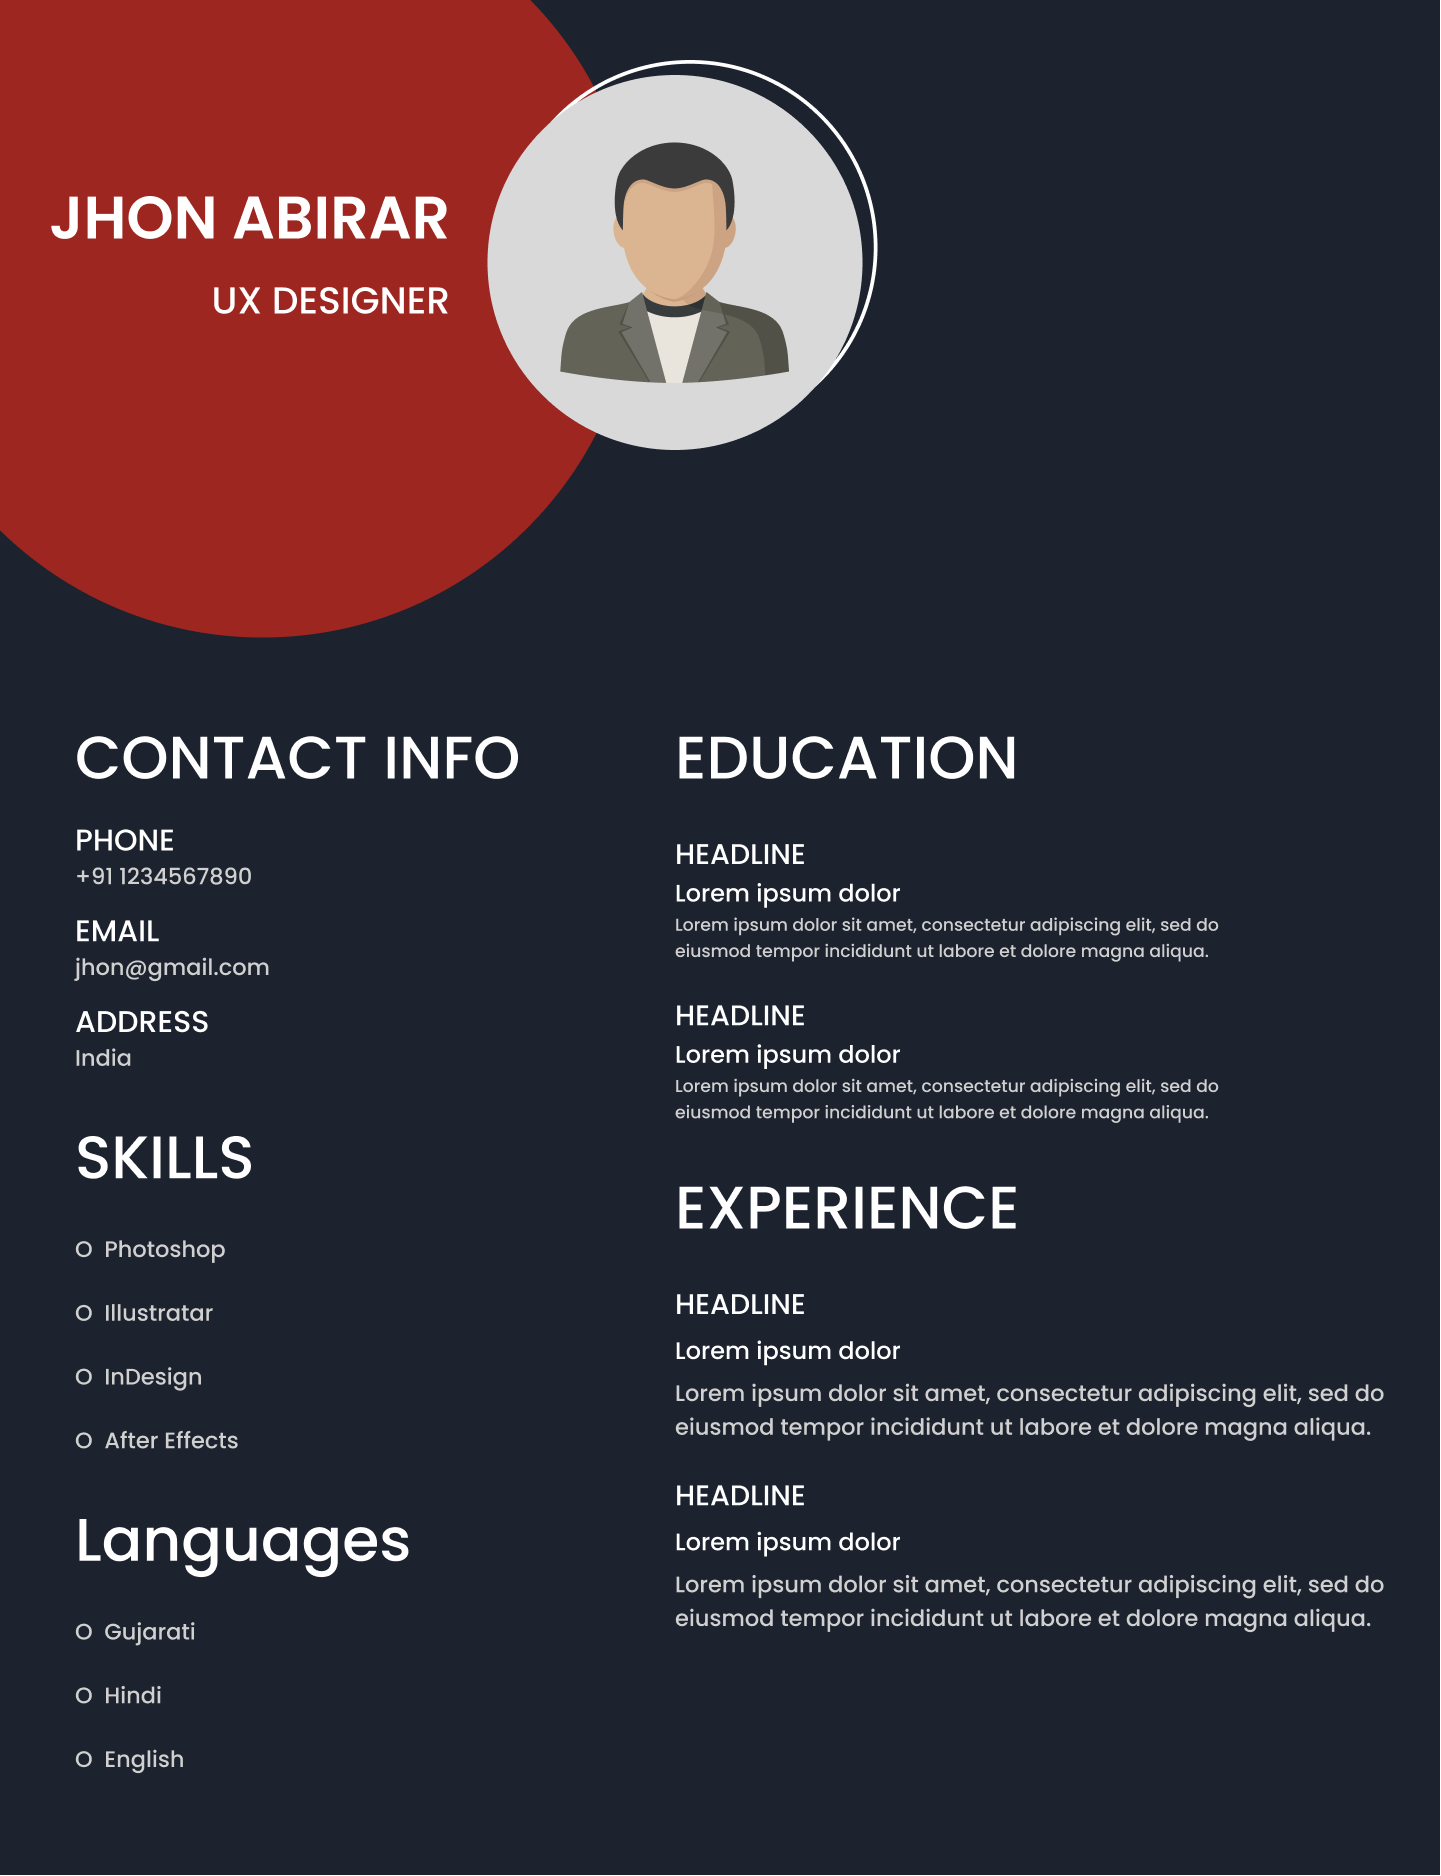 JHON ABIRAR
UX DESIGNER
CONTACT INFO
PHONE
+91 1234567890
EMAIL
jhon@gmail.com
ADDRESS
India
SKILLS
O Photoshop
O Illustratar
O InDesign
O After Effects
Languages
O Gujarati
O Hindi
O English
EDUCATION
HEADLINE
Lorem ipsum dolor
Lorem ipsum dolor sit amet, consectetur adipiscing elit, sed do
eiusmod tempor incididunt ut labore et dolore magna aliqua.
HEADLINE
Lorem ipsum dolor
Lorem ipsum dolor sit amet, consectetur adipiscing elit, sed do
eiusmod tempor incididunt ut labore et dolore magna aliqua.
EXPERIENCE
HEADLINE
Lorem ipsum dolor
Lorem ipsum dolor sit amet, consectetur adipiscing elit, sed do
eiusmod tempor incididunt ut labore et dolore magna aliqua.
HEADLINE
Lorem ipsum dolor
Lorem ipsum dolor sit amet, consectetur adipiscing elit, sed do
eiusmod tempor incididunt ut labore et dolore magna aliqua.